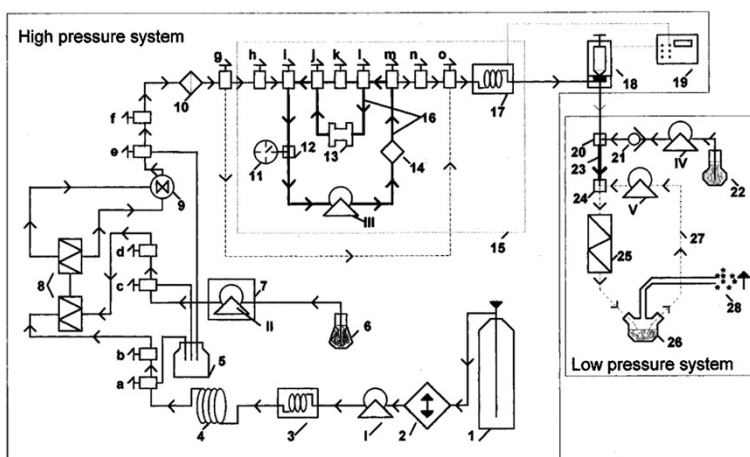 High pressure system
g h i j k l m n o
10
f
17
18
19
e
16
12
13
11
14
20
21
IV
23
22
9
III
24
V
15
d
8
25
27
c
7
28
II
6
26
b
5
Low pressure system
a
4
3
I
2
1